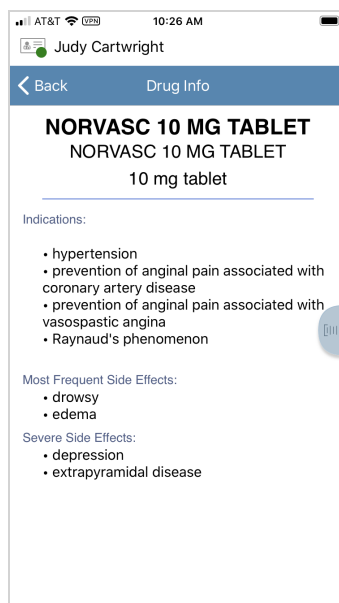 AT&T VPN 10:26 AM
Judy Cartwright
Back Drug Info
NORVASC 10 MG TABLET
NORVASC 10 MG TABLET
10 mg tablet
Indications:
• hypertension
• prevention of anginal pain associated with
coronary artery disease
• prevention of anginal pain associated with
vasospastic angina
• Raynaud's phenomenon
Most Frequent Side Effects:
• drowsy
• edema
Severe Side Effects:
• depression
• extrapyramidal disease